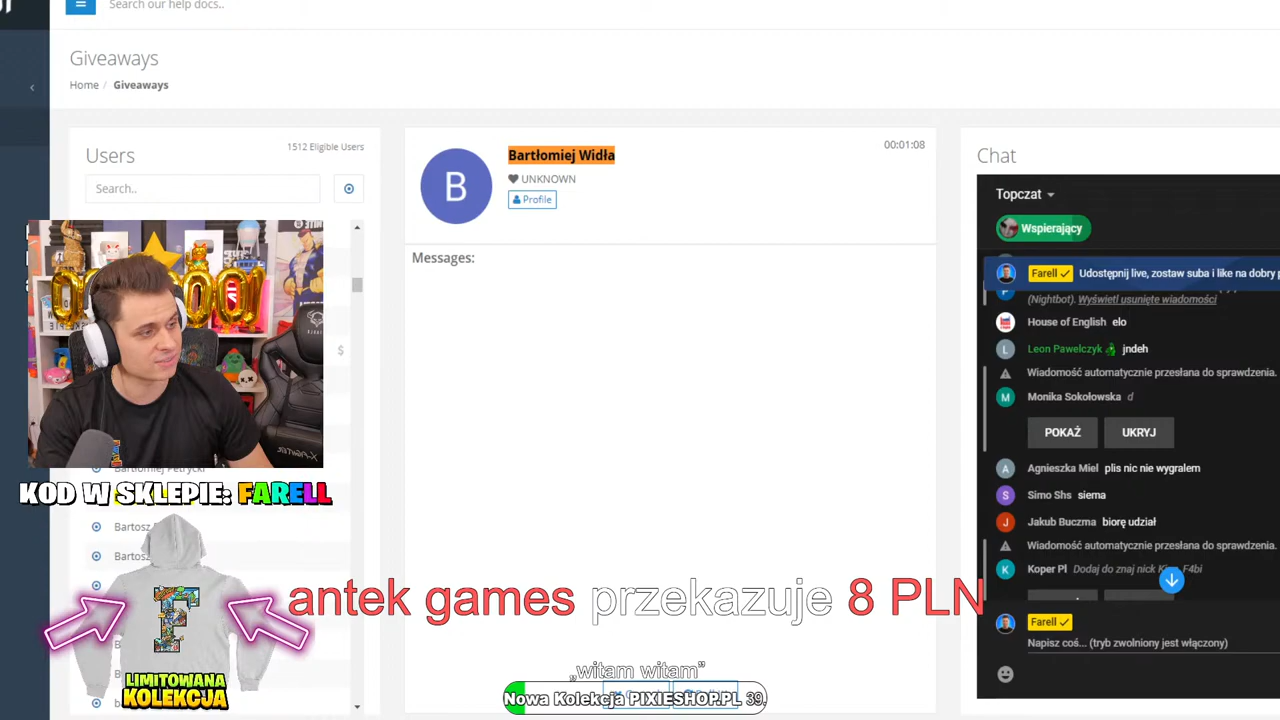 Search our help docs..
Giveaways
Home / Giveaways
Users
1512 Eligible Users
Search..
$
Bartłomiej Petrycki
Bartosz
Bartosz
KOD W SKLEPIE: FARELL
F
LIMITOWANA
KOLEKCJA
B
Bartłomiej Widła
00:01:08
UNKNOWN
Profile
Messages:
antek games przekazuje 8 PLN
„witam witam”
Nowa Kolekcja PIXIESHOP.PL 39.
Chat
Topczat
Wspierający
Farell Udostępnij live, zostaw suba i like na dobry
(Nightbot). Wyświetl usunięte wiadomości
House of English elo
L Leon Pawelczyk jndeh
Wiadomość automatycznie przesłana do sprawdzenia.
M Monika Sokołowska d
POKAŻ UKRYJ
A Agnieszka Miel plis nic nie wygralem
S Simo Shs siema
J Jakub Buczma biorę udział
Wiadomość automatycznie przesłana do sprawdzenia.
K Koper Pl Dodaj do znaj nick F4bi
Farell
Napisz coś... (tryb zwolniony jest włączony)